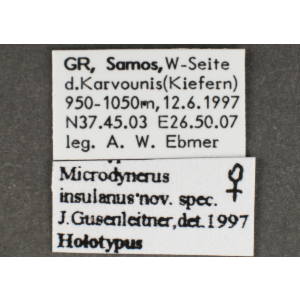 GR, Samos, W-Seite
d.Karvounis(Kiefern)
950-1050m, 12.6.1997
N37.45.03 E26.50.07
leg. A. W. Ebmer
Microdynerus ♀
insulanus nov. spec.
J.Gusenleitner, det.1997
Holotypus